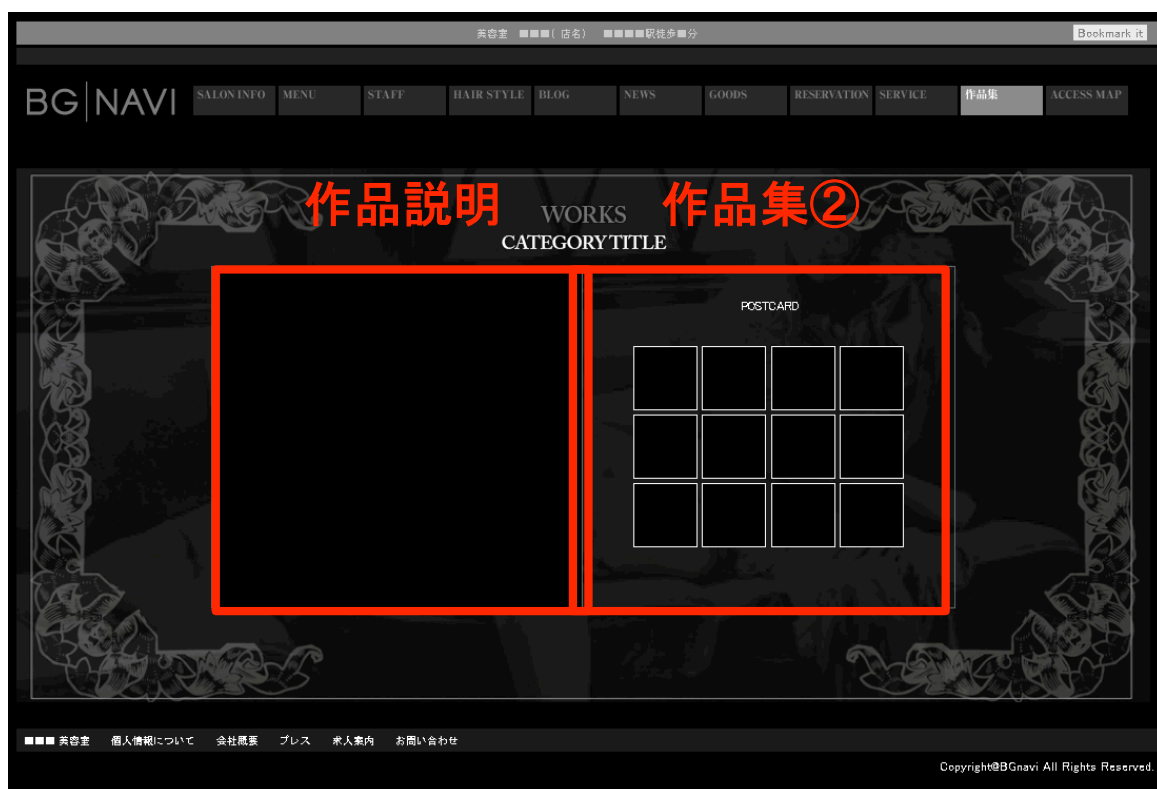 美容室 ■■■( 店名) ■■■■駅徒歩■分
Bookmark it
BG|NAVI
SALON INFO MENU STAFF HAIR STYLE BLOG NEWS GOODS RESERVATION SERVICE 作品集 ACCESS MAP
作品説明
作品集②
WORKS
CATEGORY TITLE
POSTCARD
■■■ 美容室 個人情報について 会社概要 プレス 求人案内 お問い合わせ
Copyright@BGnavi All Rights Reserved.